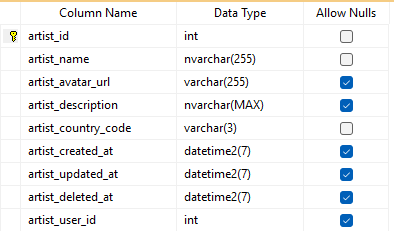 Column Name Data Type Allow Nulls
artist_id int
artist_name nvarchar(255)
artist_avatar_url varchar(255)
artist_description nvarchar(MAX)
artist_country_code varchar(3)
artist_created_at datetime2(7)
artist_updated_at datetime2(7)
artist_deleted_at datetime2(7)
artist_user_id int